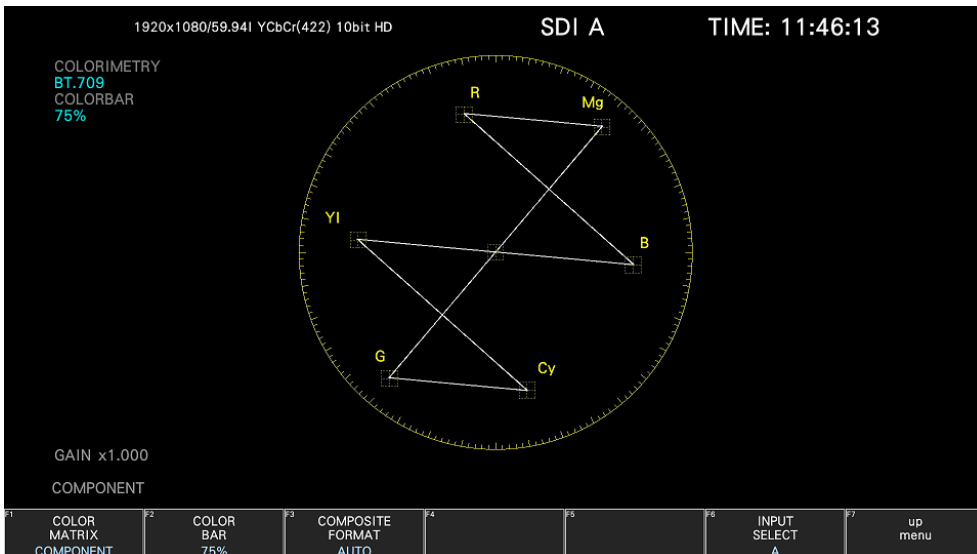 1920x1080/59.94I YCbCr(422) 10bit HD SDI A TIME: 11:46:13
COLORIMETRY
BT.709
COLORBAR
75%
R
Mg
Yl
B
G
Cy
GAIN x1.000
COMPONENT
F1 COLOR MATRIX COMPONENT
F2 COLOR BAR 75%
F3 COMPOSITE FORMAT AUTO
F4
F5
F6 INPUT SELECT A
F7 up menu